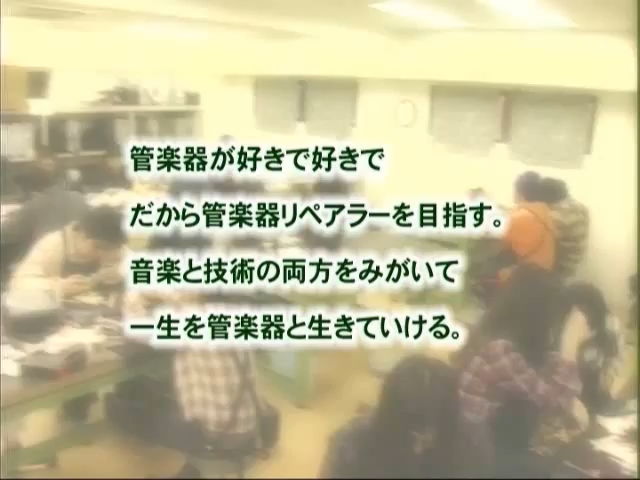 管楽器が好きで好きで
だから管楽器リペアラーを目指す。
音楽と技術の両方をみがいて
一生を管楽器と生きていける。